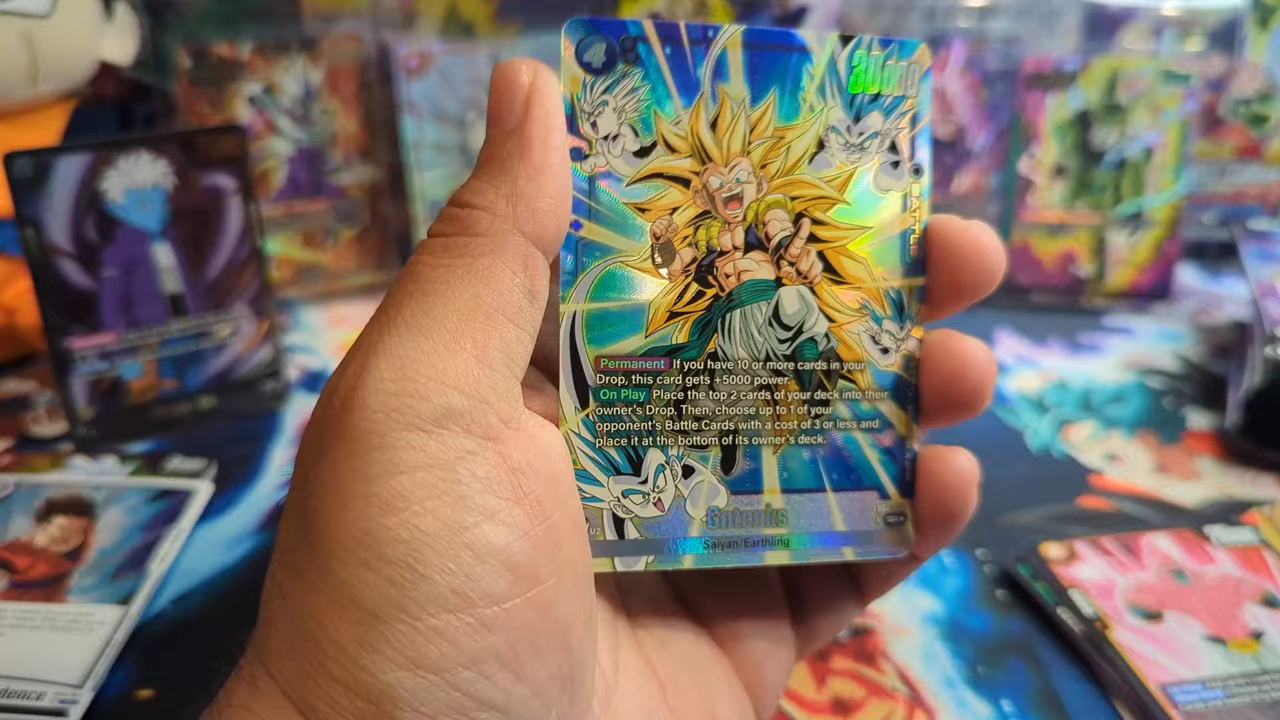 4
30000
BATTLE
Permanent If you have 10 or more cards in your
Drop, this card gets +5000 power.
On Play Place the top 2 cards of your deck into their
owner's Drop. Then, choose up to 1 of your
opponent's Battle Cards with a cost of 3 or less and
place it at the bottom of its owner's deck.
Gotenks
Saiyan/Earthling